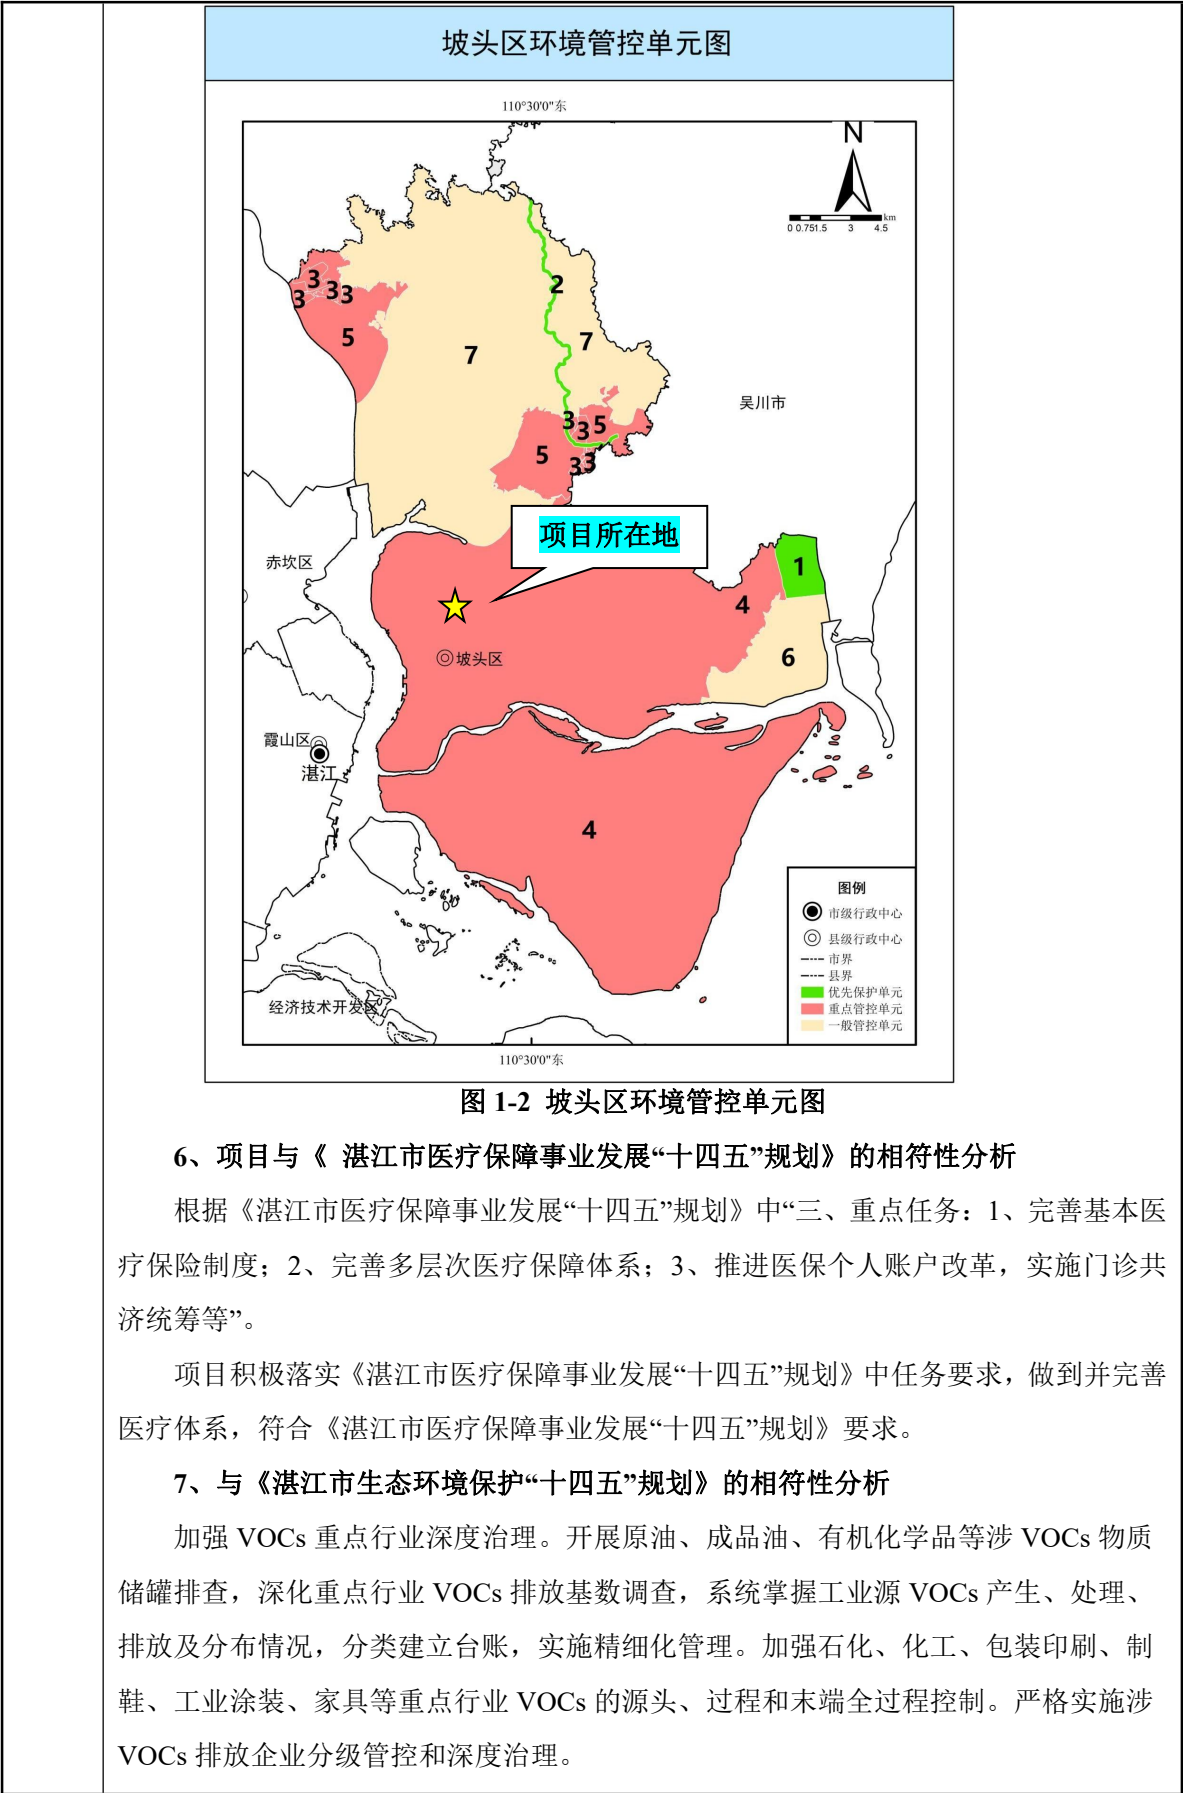 坡头区环境管控单元图
110°30'0"东
N
km
0 0.751.5 3 4.5
2
3
3 3 3
5
7
7
吴川市
3
3 5
5
3 3
项目所在地
赤坎区
1
4
坡头区
6
霞山区
湛江
4
图例
市级行政中心
县级行政中心
市界
县界
优先保护单元
重点管控单元
一般管控单元
经济技术开发区
110°30'0"东
图 1-2 坡头区环境管控单元图
6、项目与《 湛江市医疗保障事业发展“十四五”规划》的相符性分析
根据《湛江市医疗保障事业发展“十四五”规划》中“三、重点任务：1、完善基本医
疗保险制度；2、完善多层次医疗保障体系；3、推进医保个人账户改革，实施门诊共
济统筹等”。
项目积极落实《湛江市医疗保障事业发展“十四五”规划》中任务要求，做到并完善
医疗体系，符合《湛江市医疗保障事业发展“十四五”规划》要求。
7、与《湛江市生态环境保护“十四五”规划》的相符性分析
加强 VOCs 重点行业深度治理。开展原油、成品油、有机化学品等涉 VOCs 物质
储罐排查，深化重点行业 VOCs 排放基数调查，系统掌握工业源 VOCs 产生、处理、
排放及分布情况，分类建立台账，实施精细化管理。加强石化、化工、包装印刷、制
鞋、工业涂装、家具等重点行业 VOCs 的源头、过程和末端全过程控制。严格实施涉
VOCs 排放企业分级管控和深度治理。